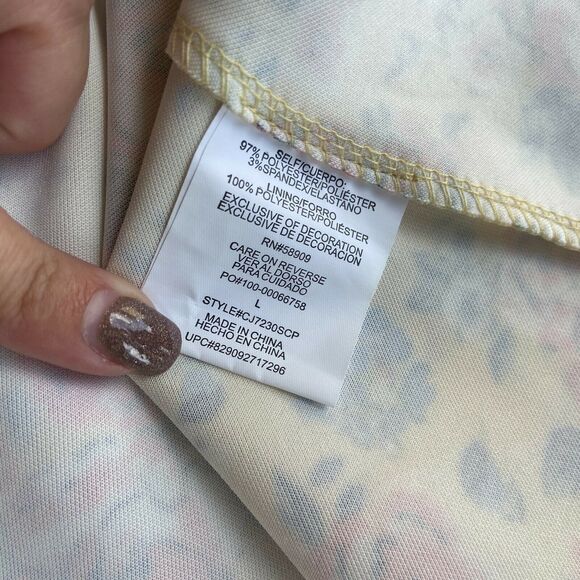 SELF/CUERPO:
97% POLYESTER/POLIÉSTER
3%SPANDEX/ELASTANO
LINING/FORRO
100% POLYESTER/POLIÉSTER
EXCLUSIVE OF DECORATION
EXCLUSIVE DE DECORACIÓN
RN#58909
CARE ON REVERSE
VER AL DORSO
PARA CUIDADO
PO#100-00066758
L
STYLE#CJ7230SCP
MADE IN CHINA
HECHO EN CHINA
UPC#829092717296